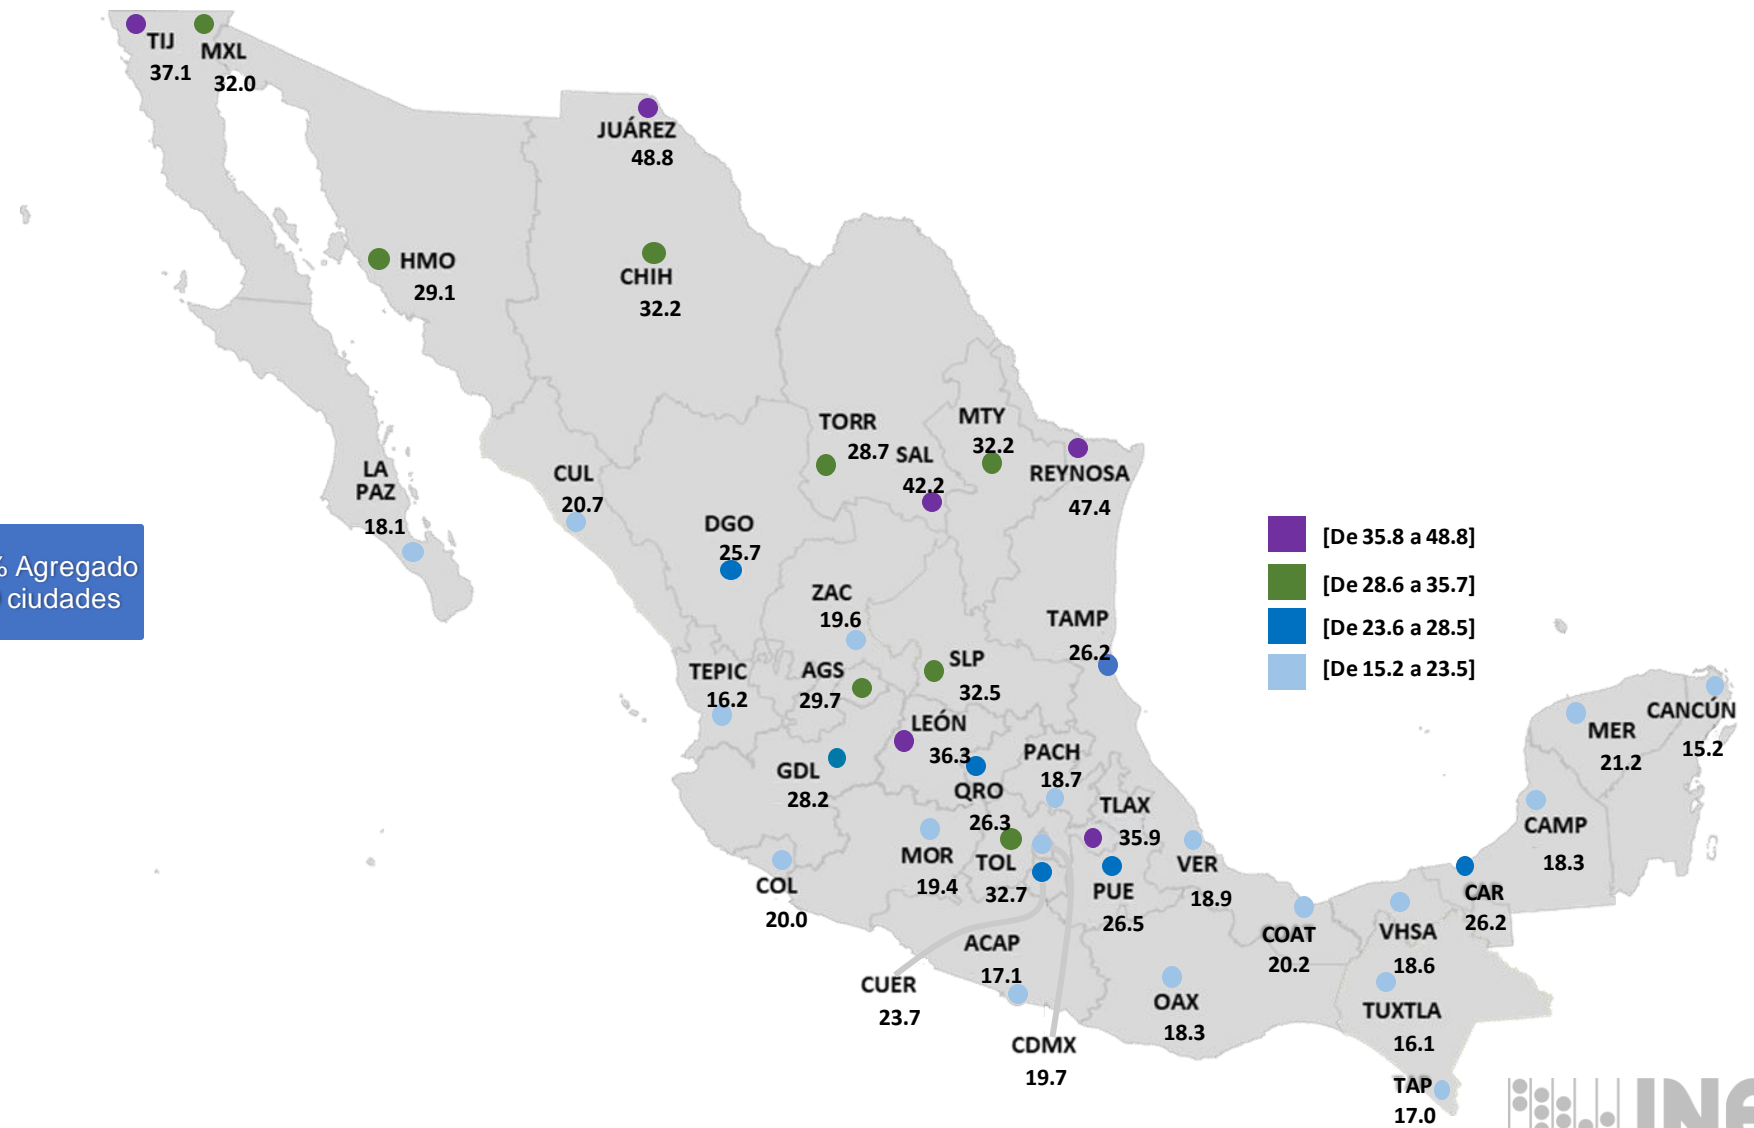 TIJ
37.1
MXL
32.0
JUÁREZ
48.8
HMO
29.1
CHIH
32.2
TORR
28.7
SAL
42.2
MTY
32.2
REYNOSA
47.4
LA
PAZ
18.1
CUL
20.7
DGO
25.7
% Agregado
ciudades
[De 35.8 a 48.8]
[De 28.6 a 35.7]
[De 23.6 a 28.5]
[De 15.2 a 23.5]
ZAC
19.6
TAMP
26.2
TEPIC
16.2
AGS
29.7
SLP
32.5
LEÓN
36.3
GDL
28.2
QRO
26.3
PACH
18.7
TLAX
35.9
MER
21.2
CANCÚN
15.2
CAMP
18.3
COL
20.0
MOR
19.4
TOL
32.7
PUE
26.5
VER
18.9
CAR
26.2
ACAP
17.1
COAT
20.2
VHSA
18.6
CUER
23.7
OAX
18.3
TUXTLA
16.1
CDMX
19.7
TAP
17.0